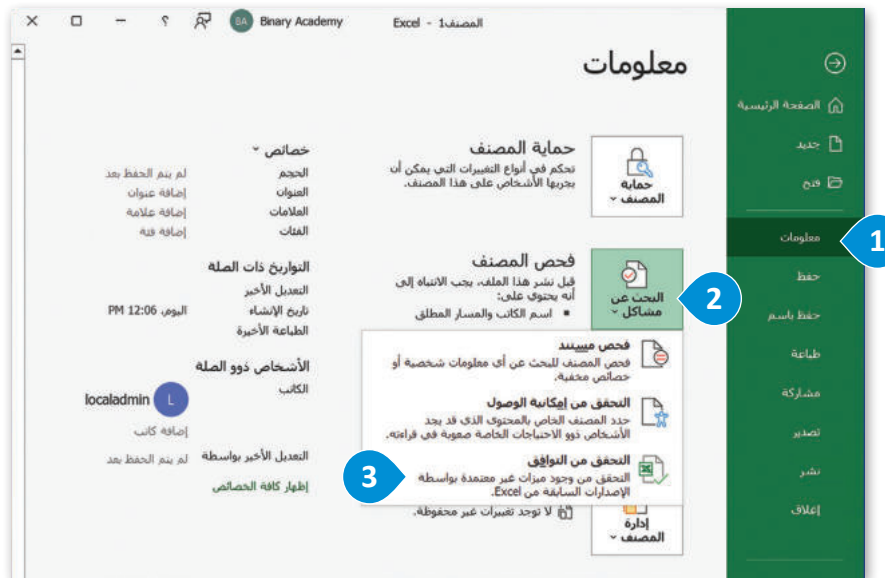 المصنف1 - Excel
Binary Academy
BA
؟
معلومات
الصفحة الرئيسية
جديد
فتح
معلومات
1
حفظ
حفظ باسم
طباعة
مشاركة
تصدير
نشر
إغلاق
حماية المصنف
تحكم في أنواع التغييرات التي يمكن أن
يجريها الأشخاص على هذا المصنف.
حماية
المصنف
فحص المصنف
قبل نشر هذا الملف، يجب الانتباه إلى
أنه يحتوي على:
▪ اسم الكاتب والمسار المطلق
البحث عن
مشاكل
2
فحص مستند
فحص المصنف للبحث عن أي معلومات شخصية أو
خصائص مخفية.
التحقق من إمكانية الوصول
حدد المصنف الخاص بالمحتوى الذي قد يجد
الأشخاص ذوو الاحتياجات الخاصة صعوبة في قراءته.
التحقق من التوافق
التحقق من وجود ميزات غير معتمدة بواسطة
الإصدارات السابقة من Excel.
3
لا توجد تغييرات غير محفوظة.
إدارة
المصنف
خصائص
الحجم لم يتم الحفظ بعد
العنوان إضافة عنوان
العلامات إضافة علامة
الفئات إضافة فئة
التواريخ ذات الصلة
التعديل الأخير
تاريخ الإنشاء اليوم، 12:06 PM
الطباعة الأخيرة
الأشخاص ذوو الصلة
الكاتب
L localadmin
إضافة كاتب
التعديل الأخير بواسطة لم يتم الحفظ بعد
إظهار كافة الخصائص